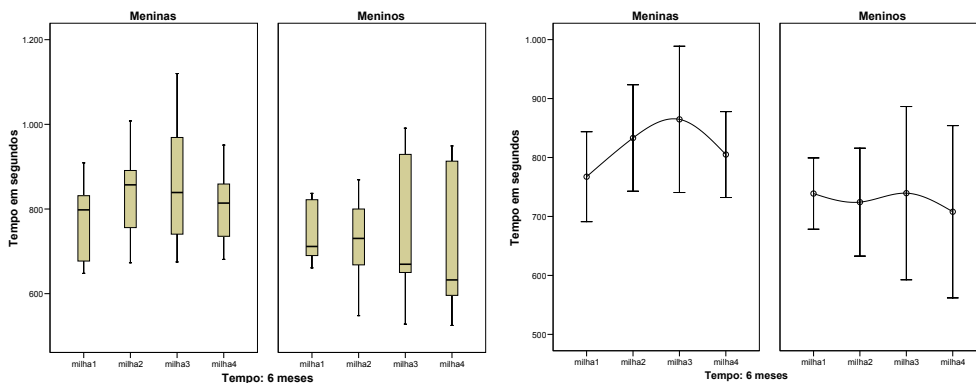 Meninas
Meninos
Tempo em segundos
1.200
1.000
800
600
milha1 milha2 milha3 milha4
milha1 milha2 milha3 milha4
Tempo: 6 meses
Meninas
Meninos
Tempo em segundos
1.000
900
800
700
600
500
milha1 milha2 milha3 milha4
milha1 milha2 milha3 milha4
Tempo: 6 meses